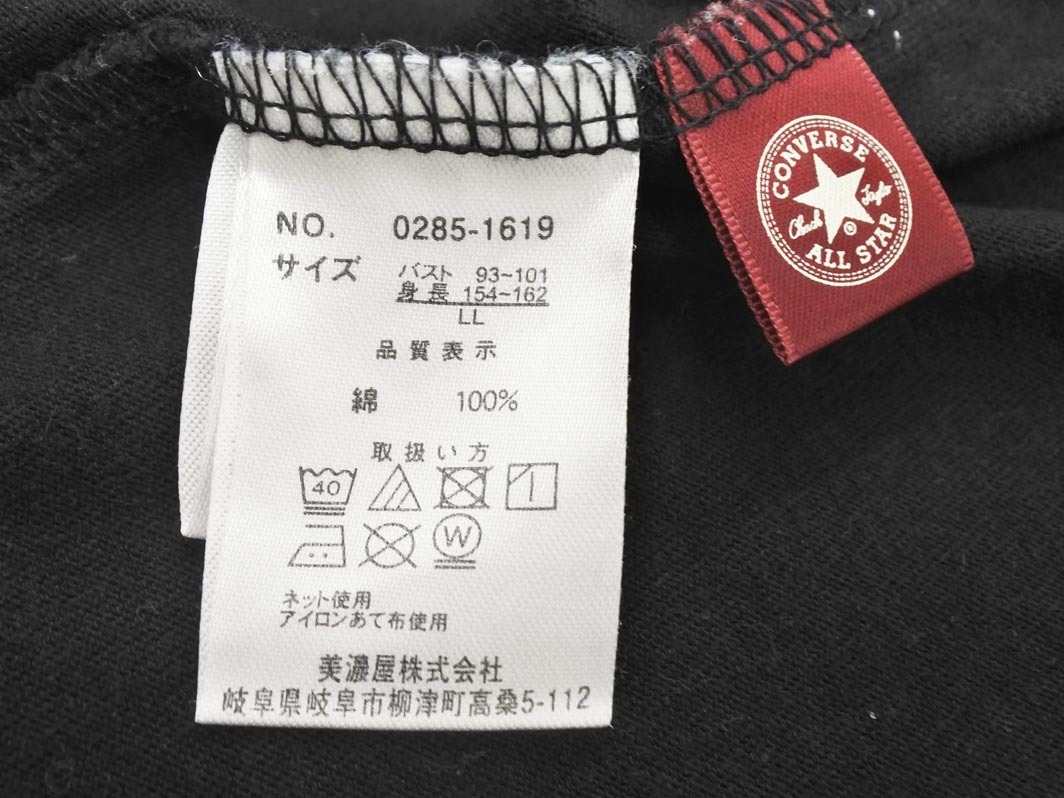 NO. 0285-1619
サイズ バスト 93~101
身長 154~162
LL
品質表示
綿 100%
取扱い方
40
W
ネット使用
アイロンあて布使用
美濃屋株式会社
岐阜県岐阜市柳津町高桑5-112
CONVERSE
Chuck Taylor
®
ALL STAR